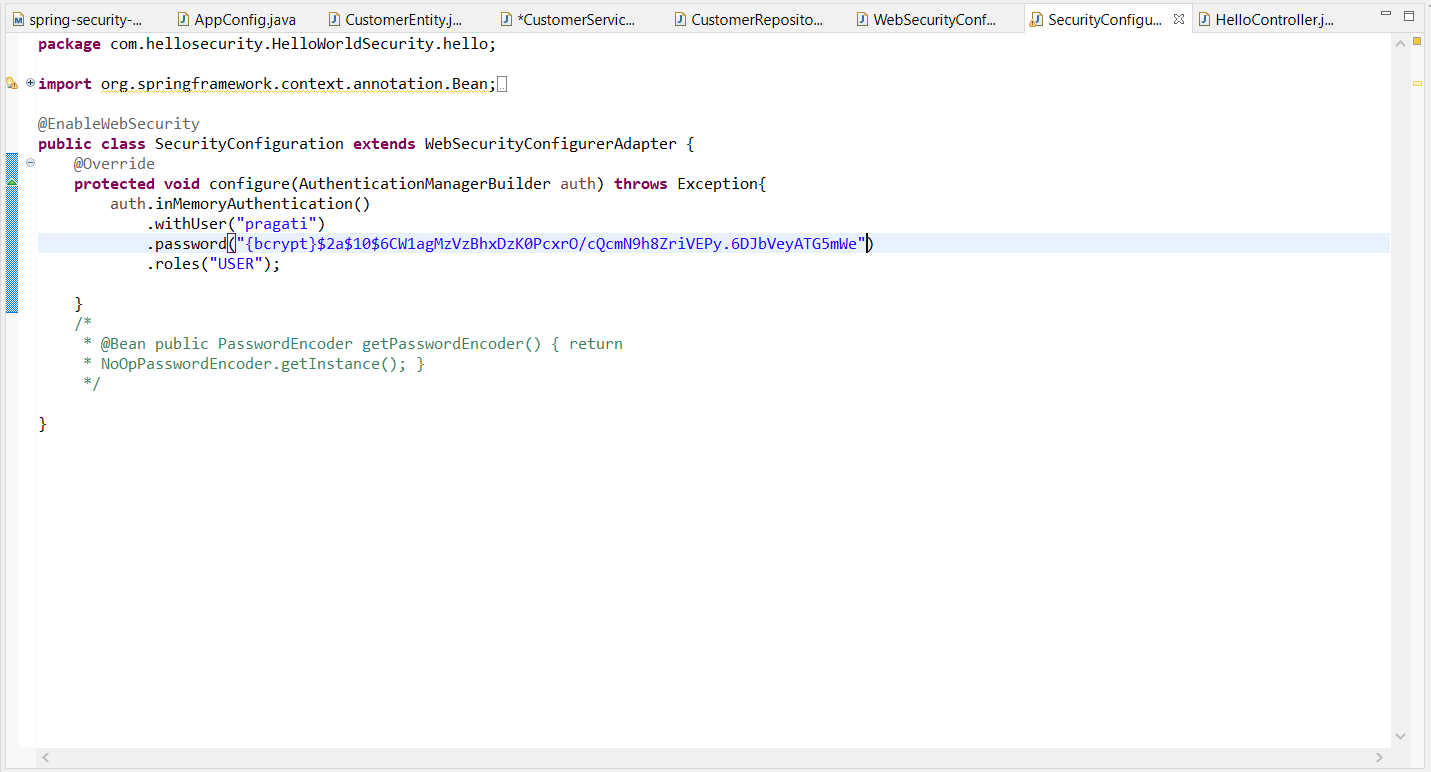 spring-security-... AppConfig.java CustomerEntity.j... *CustomerServic... CustomerReposito... WebSecurityConf... SecurityConfigu... HelloController.j...
package com.hellosecurity.HelloWorldSecurity.hello;
import org.springframework.context.annotation.Bean;
@EnableWebSecurity
public class SecurityConfiguration extends WebSecurityConfigurerAdapter {
@Override
protected void configure(AuthenticationManagerBuilder auth) throws Exception{
auth.inMemoryAuthentication()
.withUser("pragati")
.password("{bcrypt}$2a$10$6CW1agMzVzBhxDzK0PcxrO/cQcmN9h8ZriVEPy.6DJbVeyATG5mWe")
.roles("USER");
}
/*
* @Bean public PasswordEncoder getPasswordEncoder() { return
* NoOpPasswordEncoder.getInstance(); }
*/
}